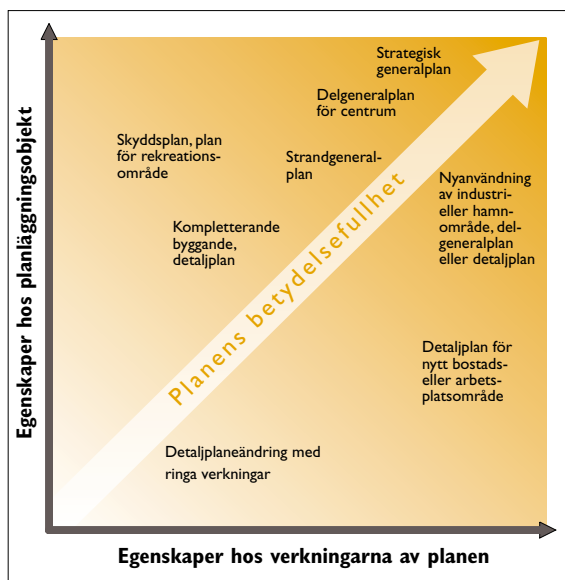 Strategisk
generalplan
Delgeneralplan
för centrum
Skyddsplan, plan
för rekreations-
område
Strandgeneral-
plan
Nyanvändning
av industri-
eller hamn-
område, del-
generalplan
eller detaljplan
Kompletterande
byggande,
detaljplan
Planens betydelsefullhet
Detaljplan för
nytt bostads-
eller arbets-
platsområde
Detaljplaneändring med
ringa verkningar
Egenskaper hos planläggningsobjekt
Egenskaper hos verkningarna av planen